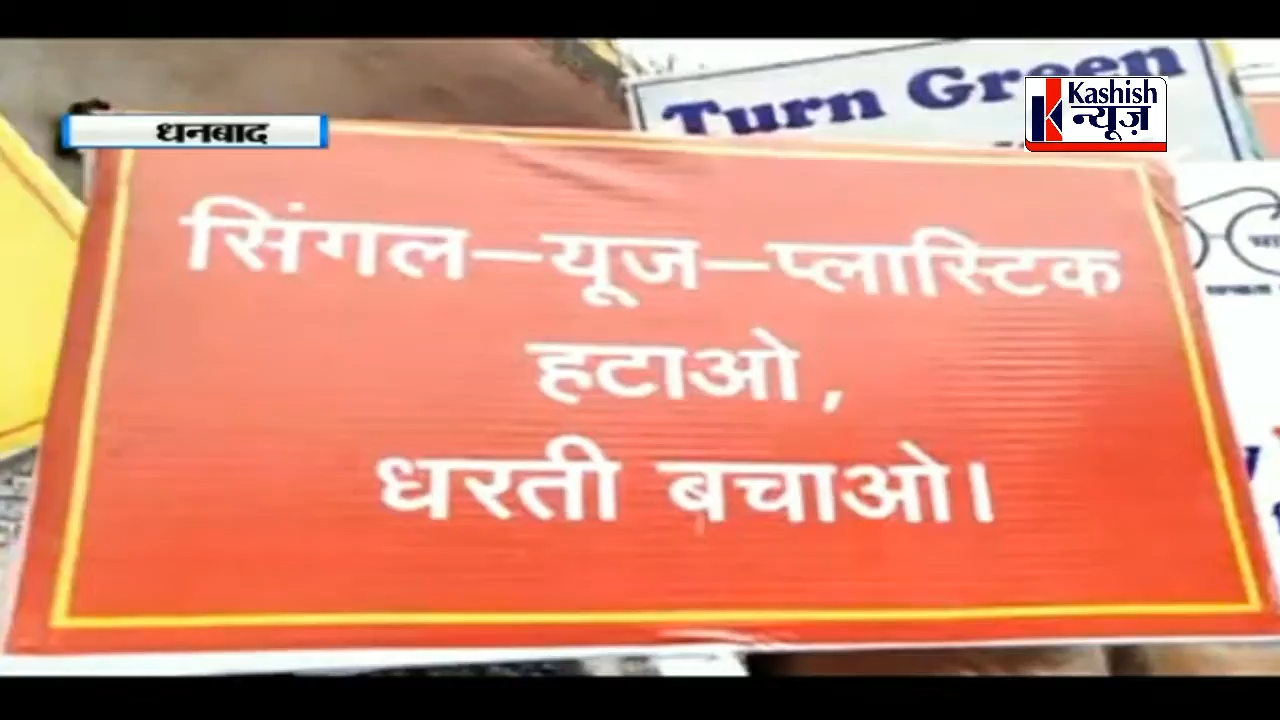 Turn Green
Kashish
न्यूज़
धनबाद
सिंगल–यूज–प्लास्टिक
हटाओ,
धरती बचाओ।